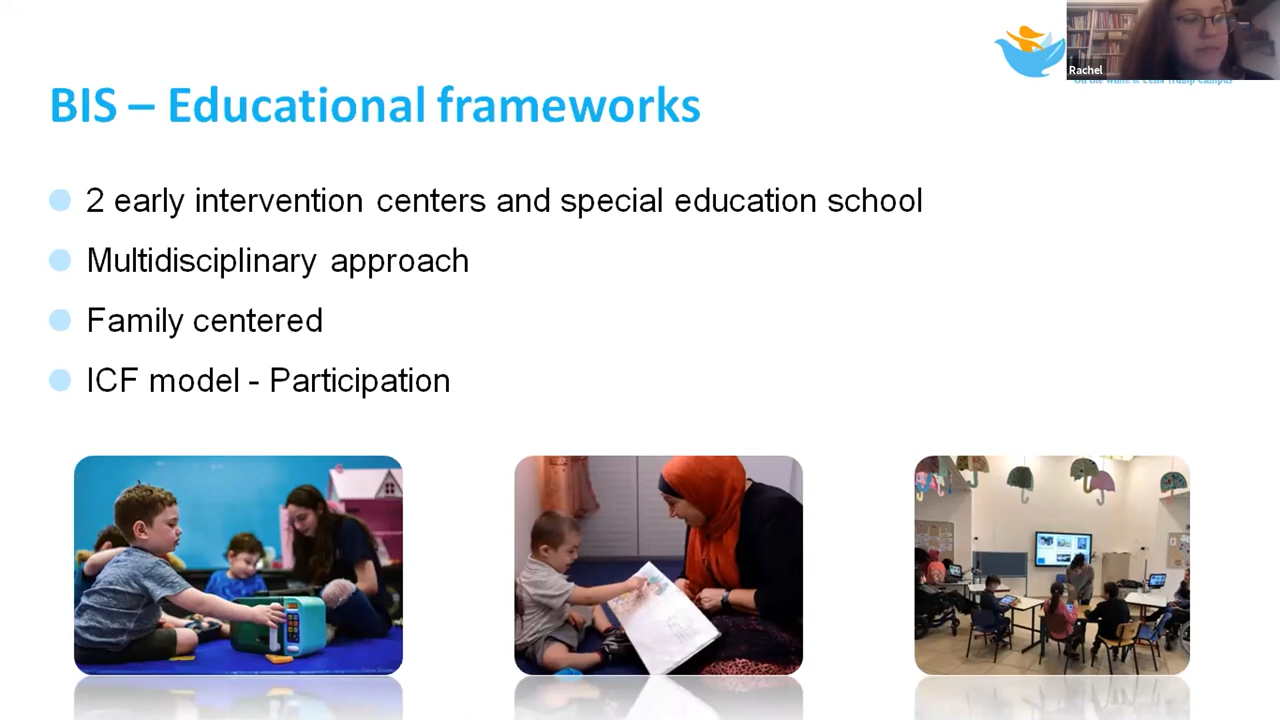 Rachel
BIS – Educational frameworks
2 early intervention centers and special education school
Multidisciplinary approach
Family centered
ICF model - Participation